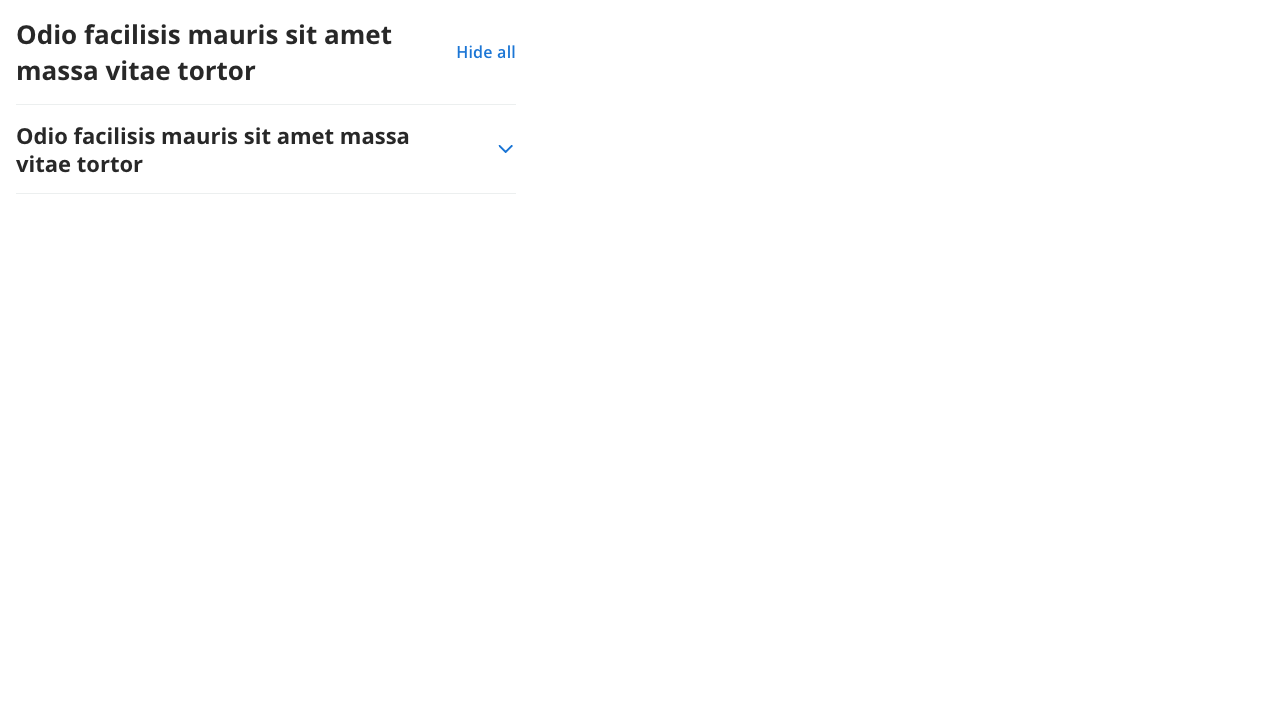 Odio facilisis mauris sit amet
massa vitae tortor
Hide all
Odio facilisis mauris sit amet massa
vitae tortor